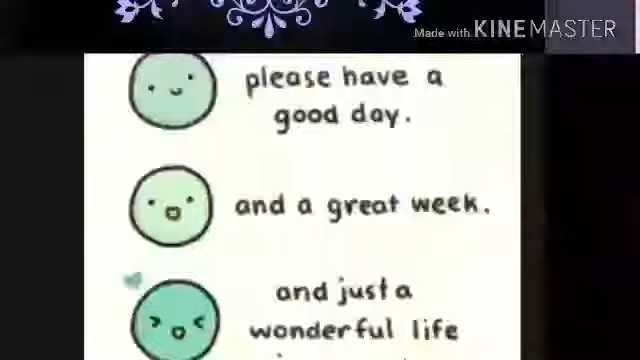 Made with KINEMASTER
please have a
good day.
and a great week.
and just a
wonderful life